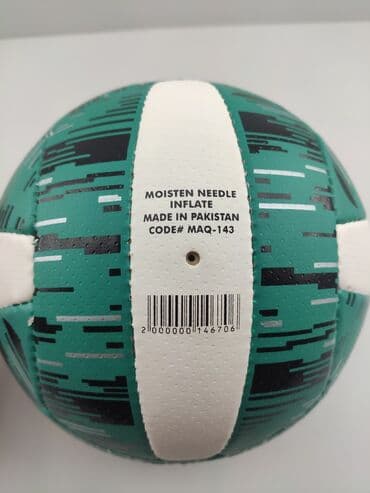 MOISTEN NEEDLE
INFLATE
MADE IN PAKISTAN
CODE# MAQ-143
2 000000 146706